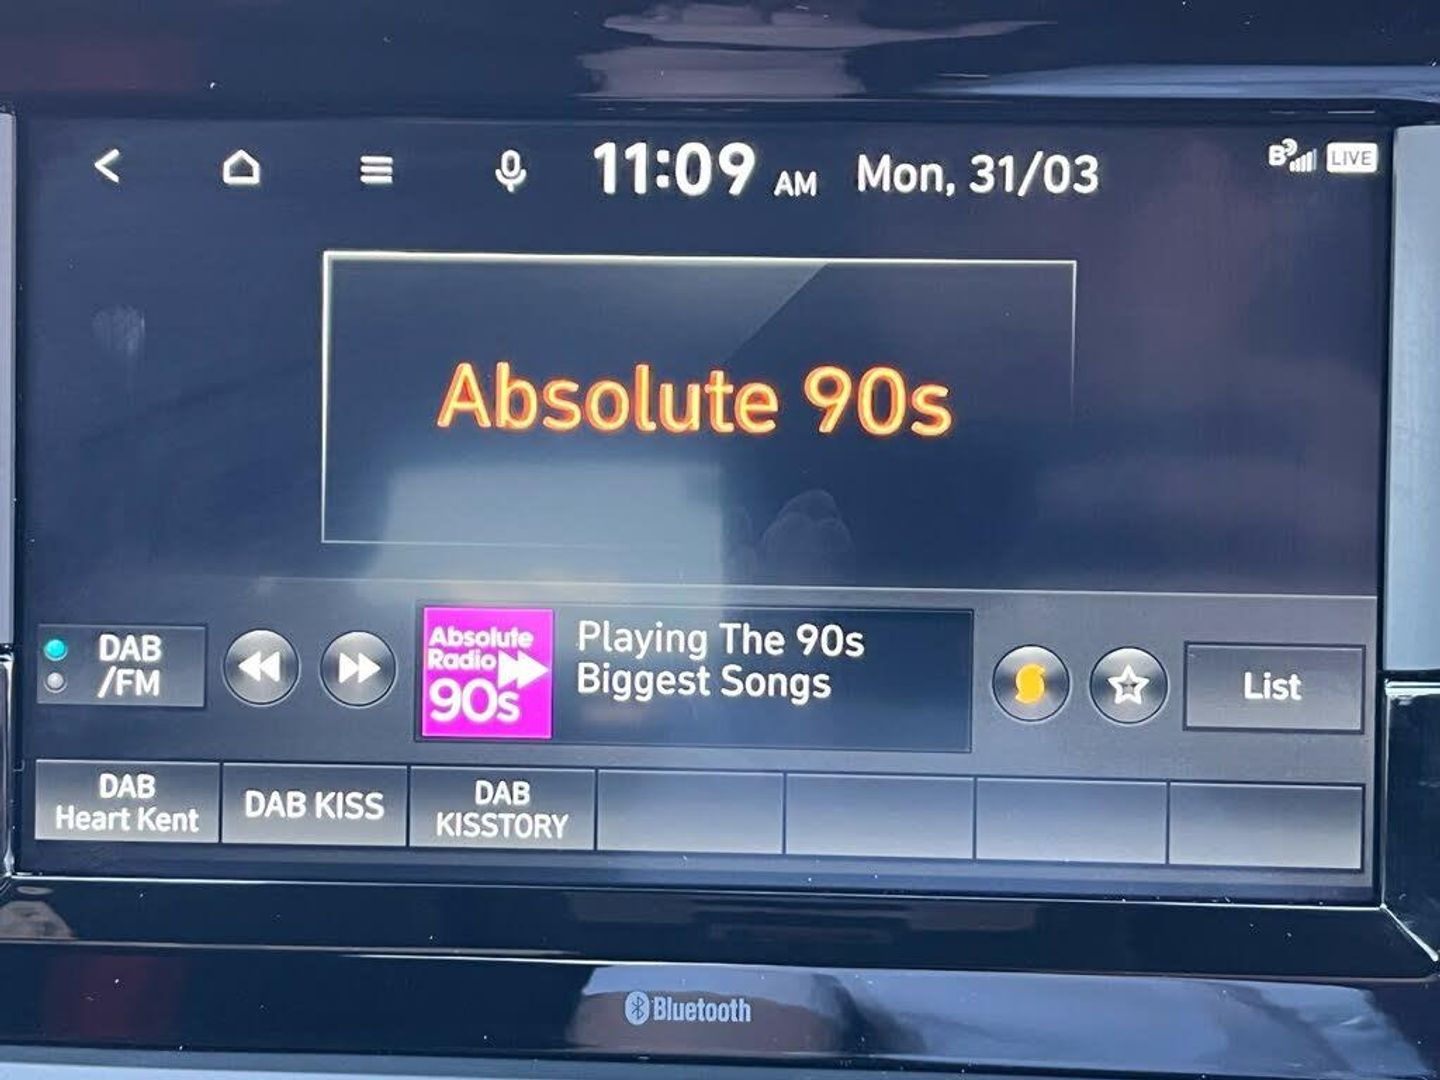 11:09 AM Mon, 31/03
LIVE
Absolute 90s
DAB
/FM
Absolute
Radio
90s
Playing The 90s
Biggest Songs
List
DAB
Heart Kent
DAB KISS
DAB
KISSTORY
Bluetooth